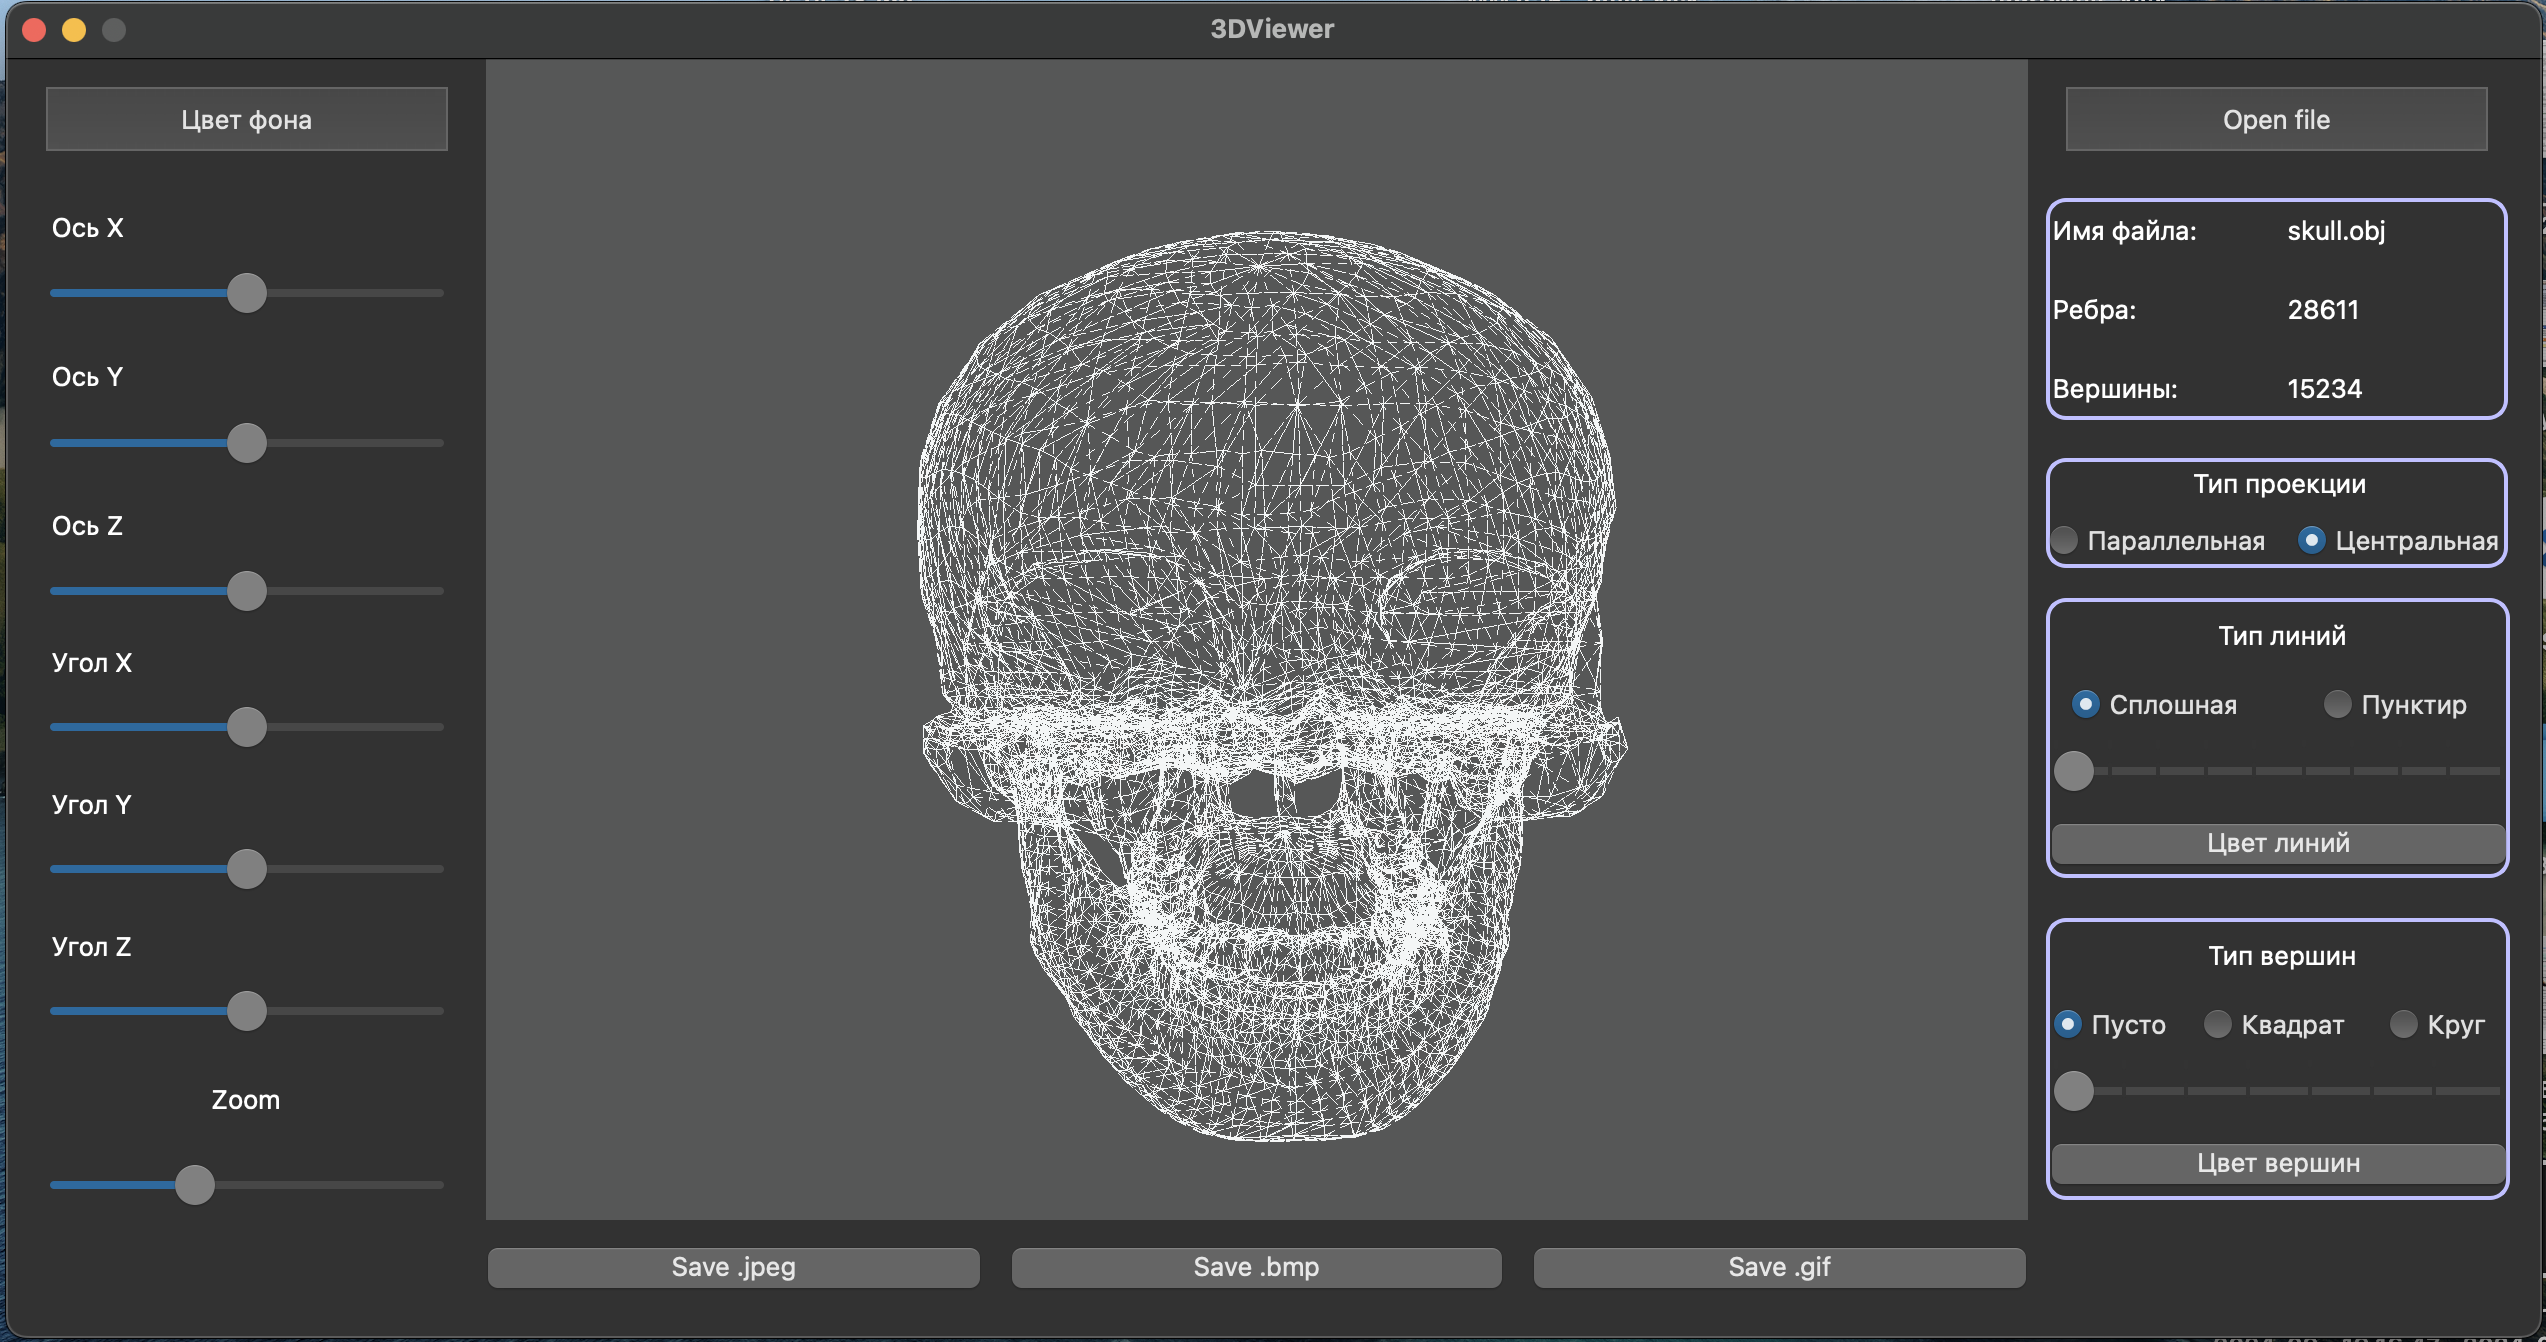 3DViewer
Цвет фона
Ось X
Ось Y
Ось Z
Угол X
Угол Y
Угол Z
Zoom
Save .jpeg
Save .bmp
Save .gif
Open file
Имя файла: skull.obj
Ребра: 28611
Вершины: 15234
Тип проекции
Параллельная Центральная
Тип линий
Сплошная Пунктир
Цвет линий
Тип вершин
Пусто Квадрат Круг
Цвет вершин